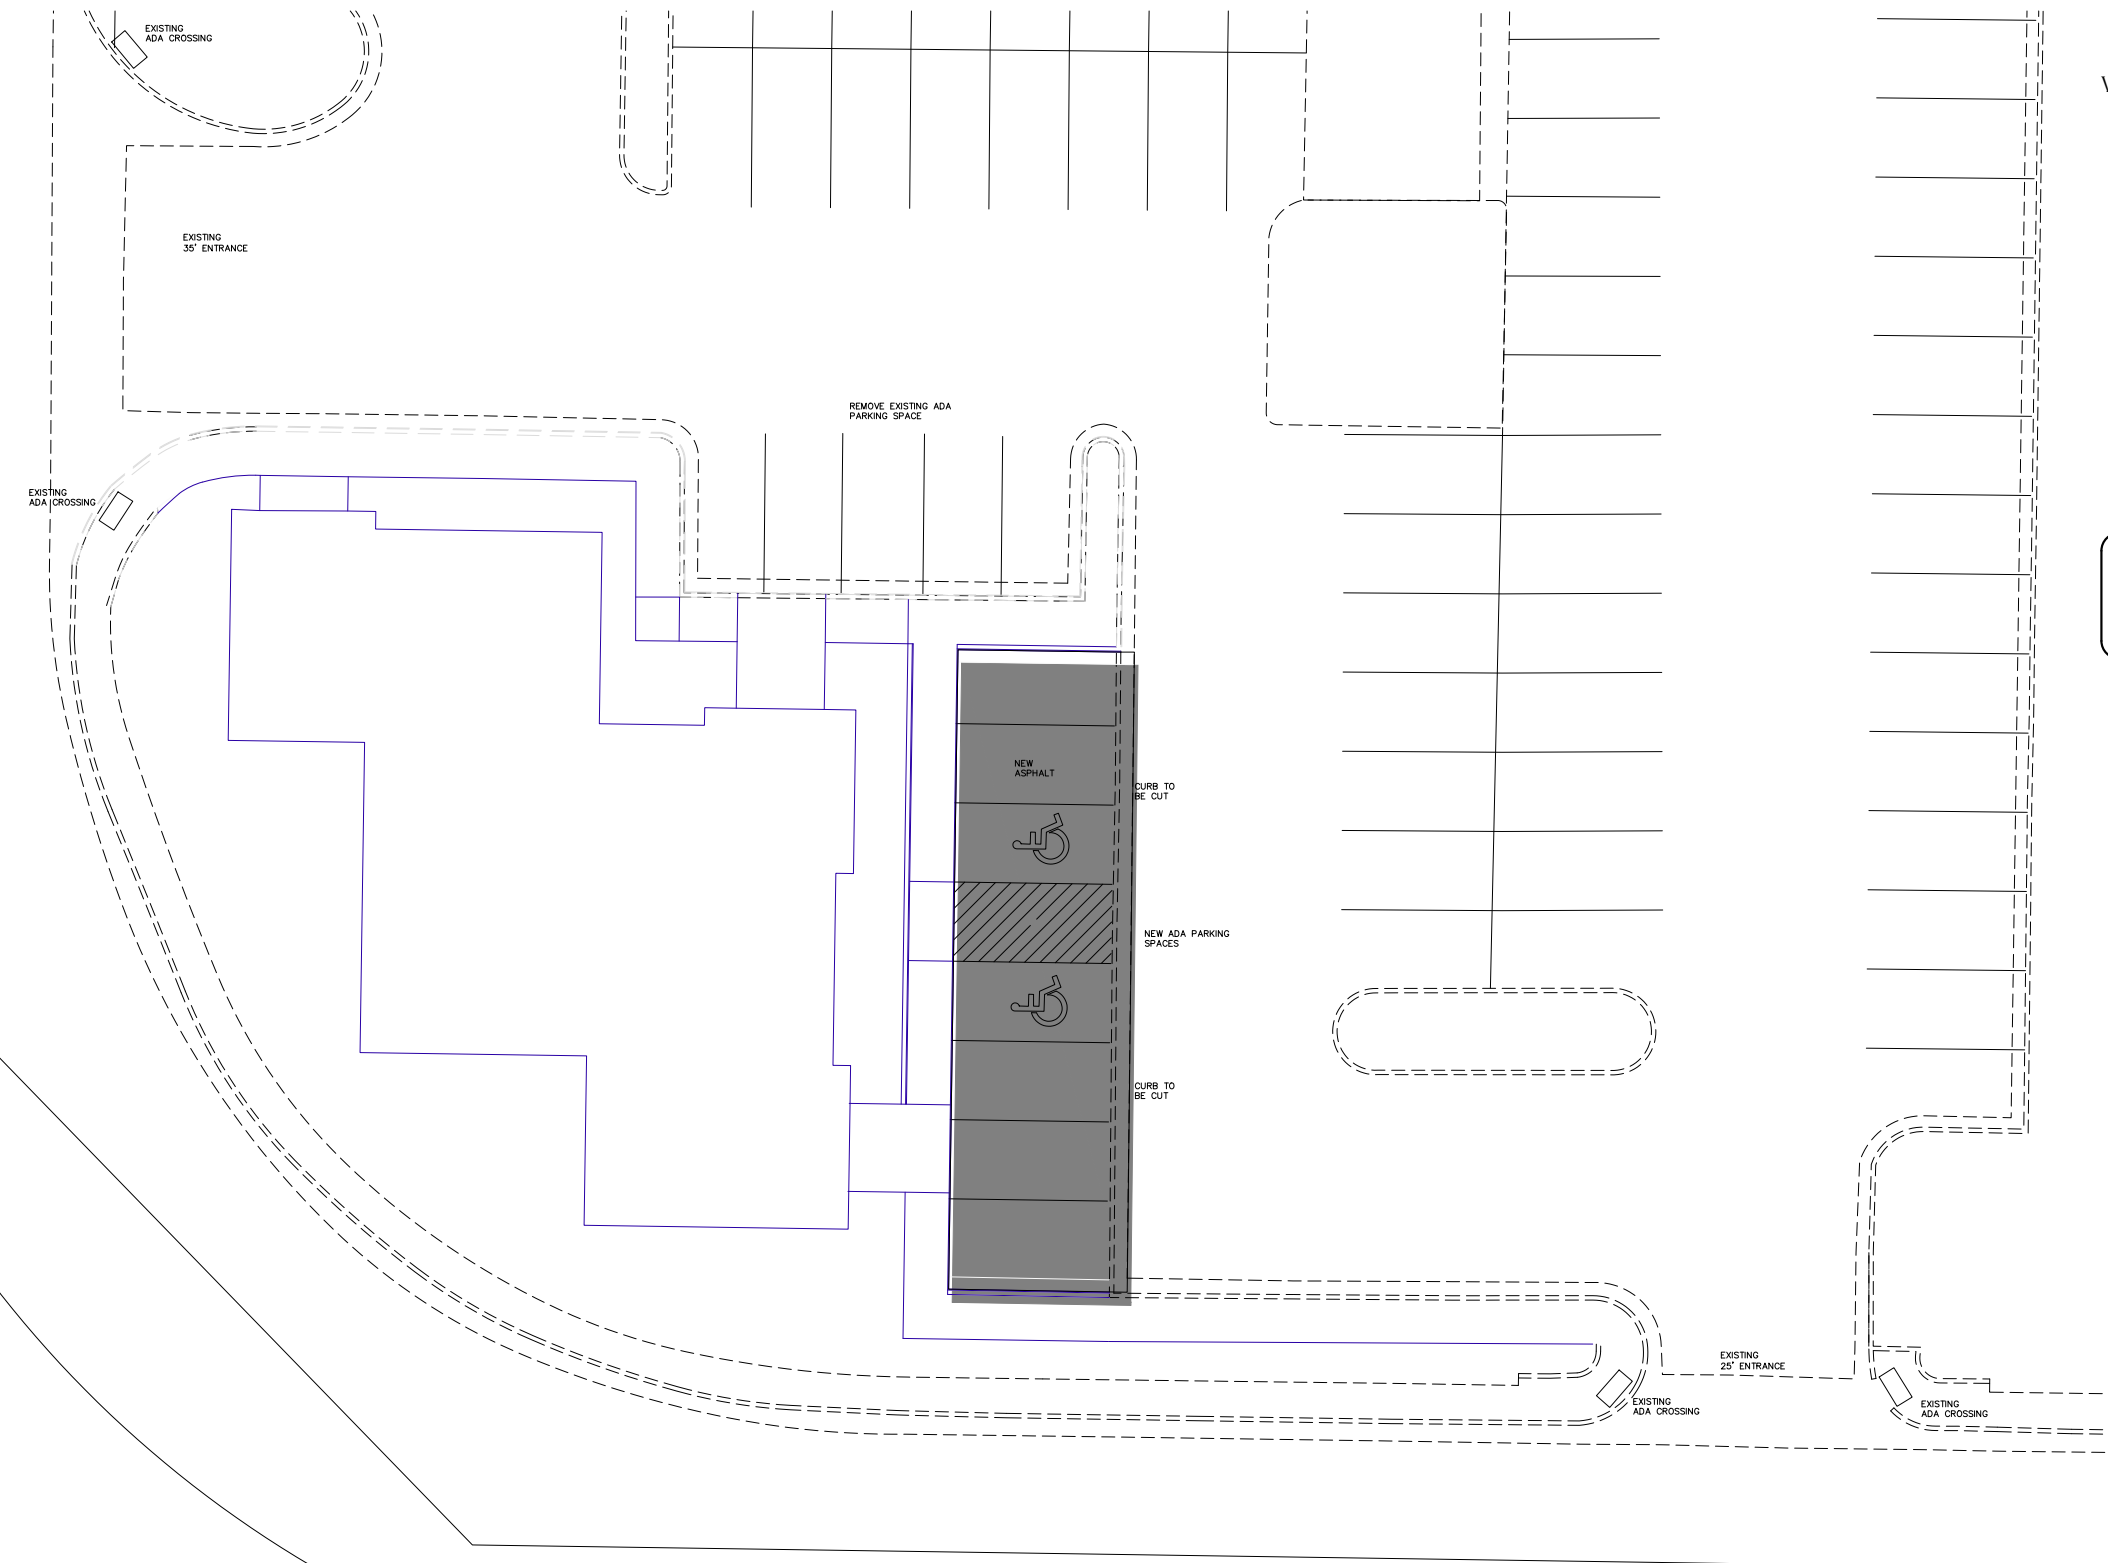 EXISTING
ADA CROSSING
EXISTING
35' ENTRANCE
REMOVE EXISTING ADA
PARKING SPACE
EXISTING
ADA CROSSING
NEW
ASPHALT
CURB TO
BE CUT
NEW ADA PARKING
SPACES
CURB TO
BE CUT
EXISTING
25' ENTRANCE
EXISTING
ADA CROSSING
EXISTING
ADA CROSSING